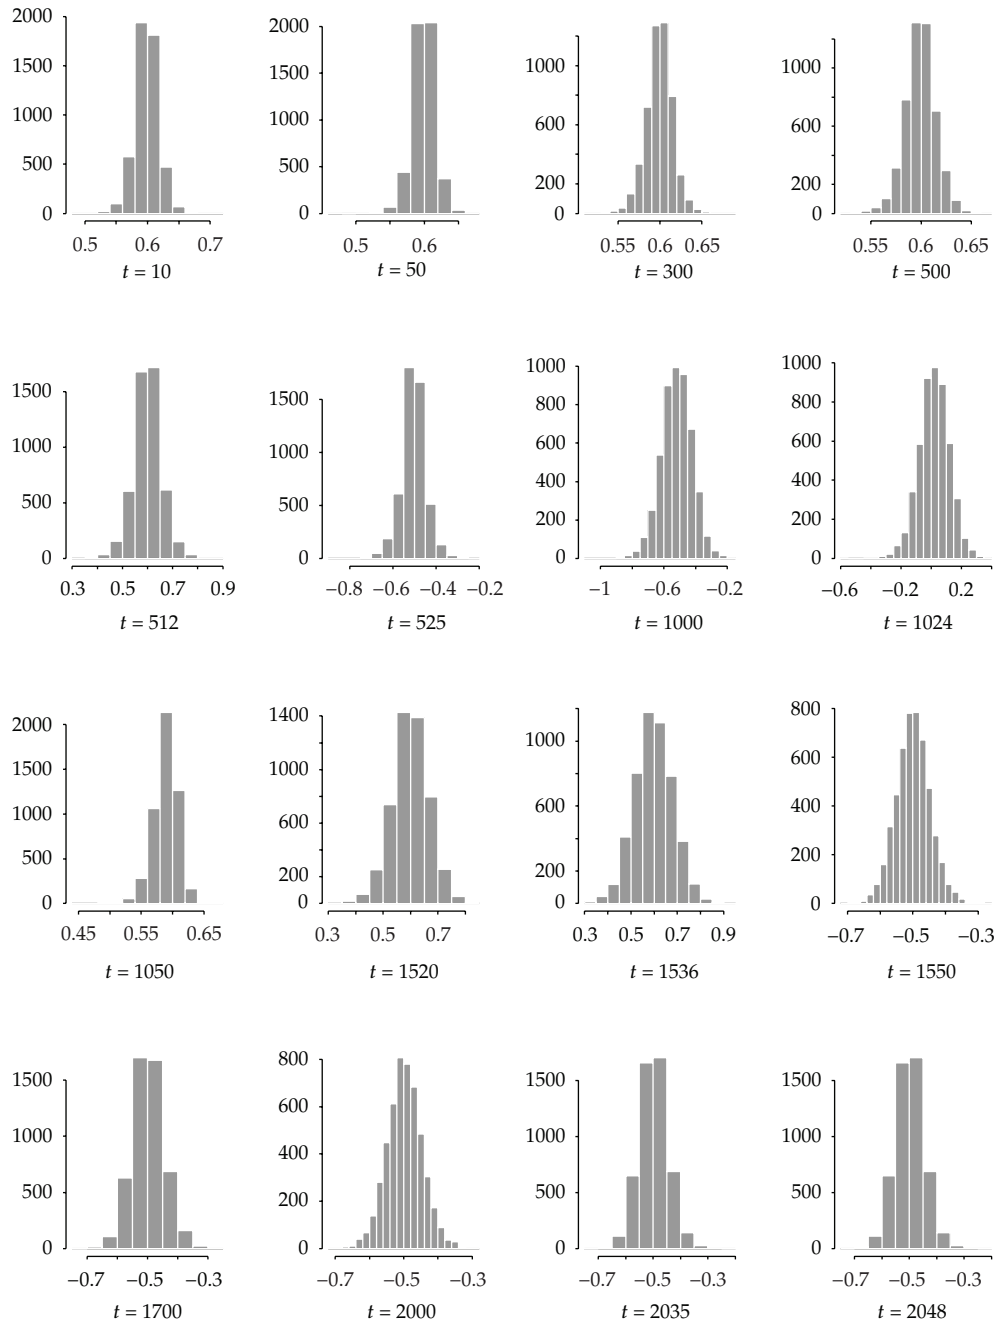 2000 2000
1500 1500 1000 1000
1000 1000 600 600
500 500 200 200
0 0 0 0
0.5 0.6 0.7 0.5 0.6 0.55 0.6 0.65 0.55 0.6 0.65
t = 10 t = 50 t = 300 t = 500
1000 1000
1500 1500 800 800
1000 1000 600 600
500 500 400 400
200 200
0 0 0 0
0.3 0.5 0.7 0.9 −0.8 −0.6 −0.4 −0.2 −1 −0.6 −0.2 −0.6 −0.2 0.2
t = 512 t = 525 t = 1000 t = 1024
2000 1400 800
1500 1000 1000 600
1000 600 600 400
500 200 200 200
0 0 0 0
0.45 0.55 0.65 0.3 0.5 0.7 0.3 0.5 0.7 0.9 −0.7 −0.5 −0.3
t = 1050 t = 1520 t = 1536 t = 1550
800
1500 600 1500 1500
1000 400 1000 1000
500 200 500 500
0 0 0 0
−0.7 −0.5 −0.3 −0.7 −0.5 −0.3 −0.7 −0.5 −0.3 −0.7 −0.5 −0.3
t = 1700 t = 2000 t = 2035 t = 2048